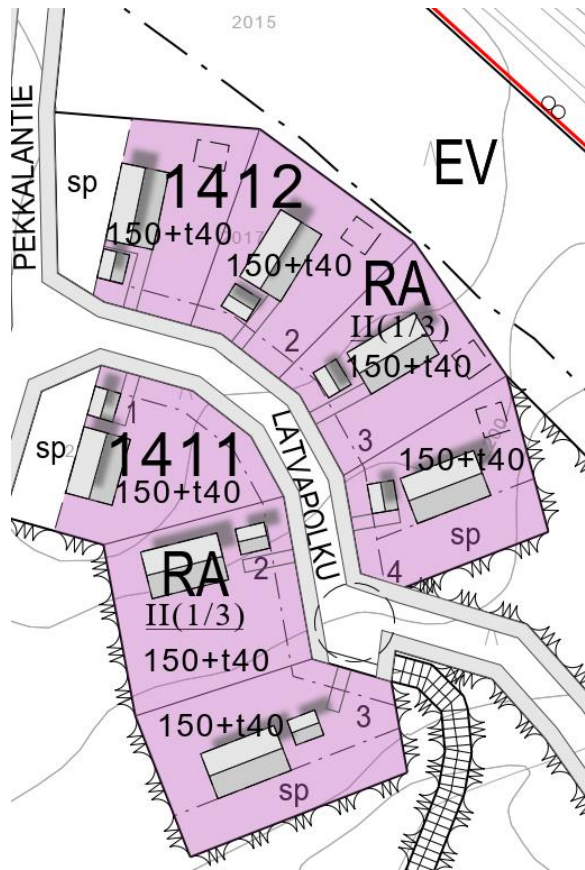 2015
EV
PEKKALANTIE
sp
1412
150+t40
2017
150+t40
2
RA
II(1/3)
150+t40
3
150+t40
sp
4
LATVAPOLKU
1
sp
1411
150+t40
RA
2
II(1/3)
150+t40
150+t40
3
sp